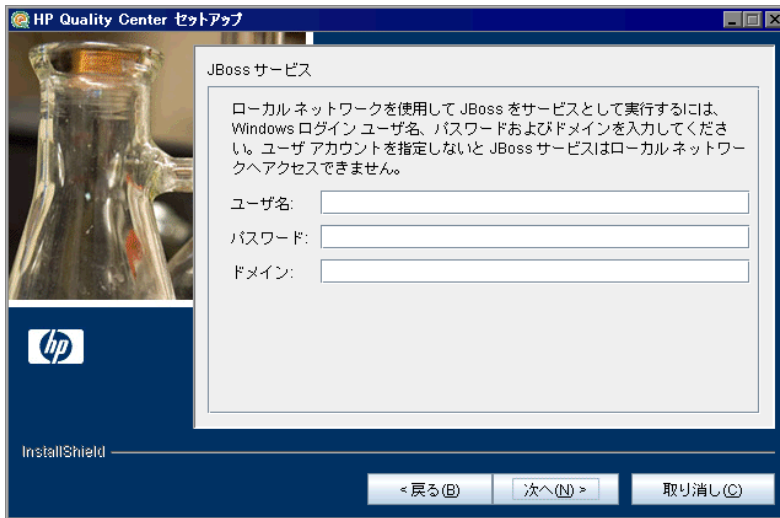 HP Quality Center セットアップ
JBoss サービス
ローカル ネットワークを使用して JBoss をサービスとして実行するには、
Windows ログイン ユーザ名、パスワードおよびドメインを入力してくださ
い。ユーザ アカウントを指定しないと JBoss サービスはローカル ネットワー
クへアクセスできません。
ユーザ名:
パスワード:
ドメイン:
hp
InstallShield
< 戻る(B)
次へ(N) >
取り消し(C)